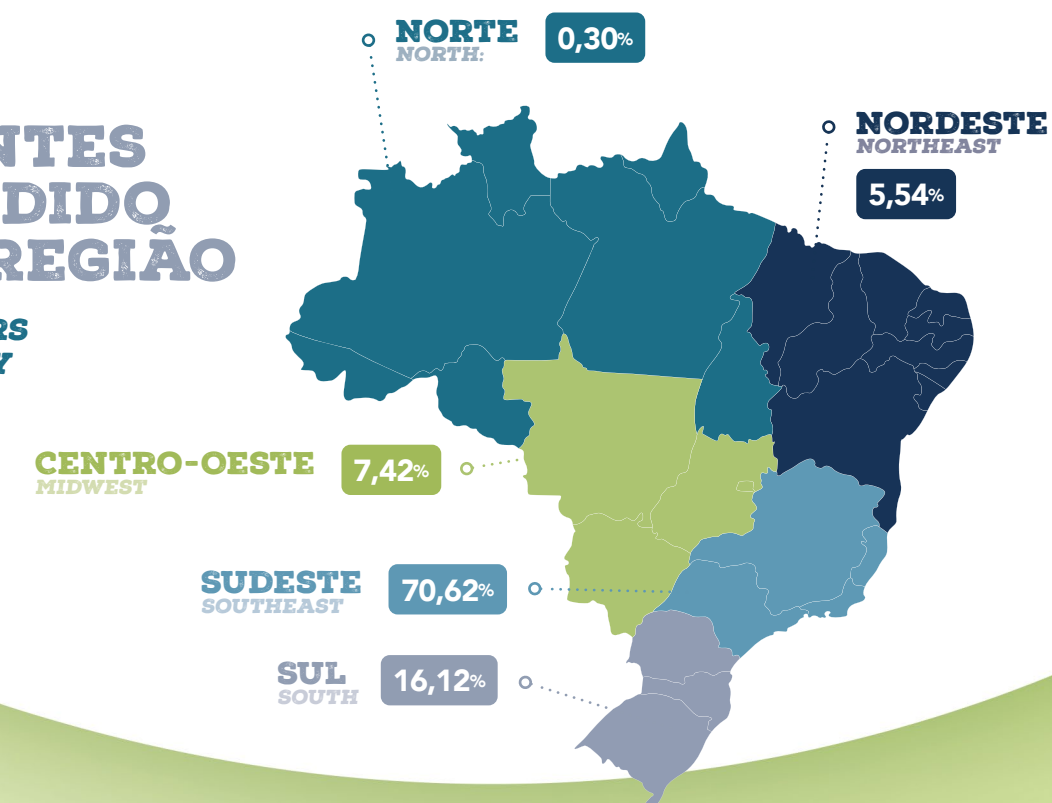 NORTE
NORTH:
0,30%
NORDESTE
NORTHEAST
5,54%
NTES
DIDO
REGIÃO
RS
Y
CENTRO-OESTE
MIDWEST
7,42%
SUDESTE
SOUTHEAST
70,62%
SUL
SOUTH
16,12%